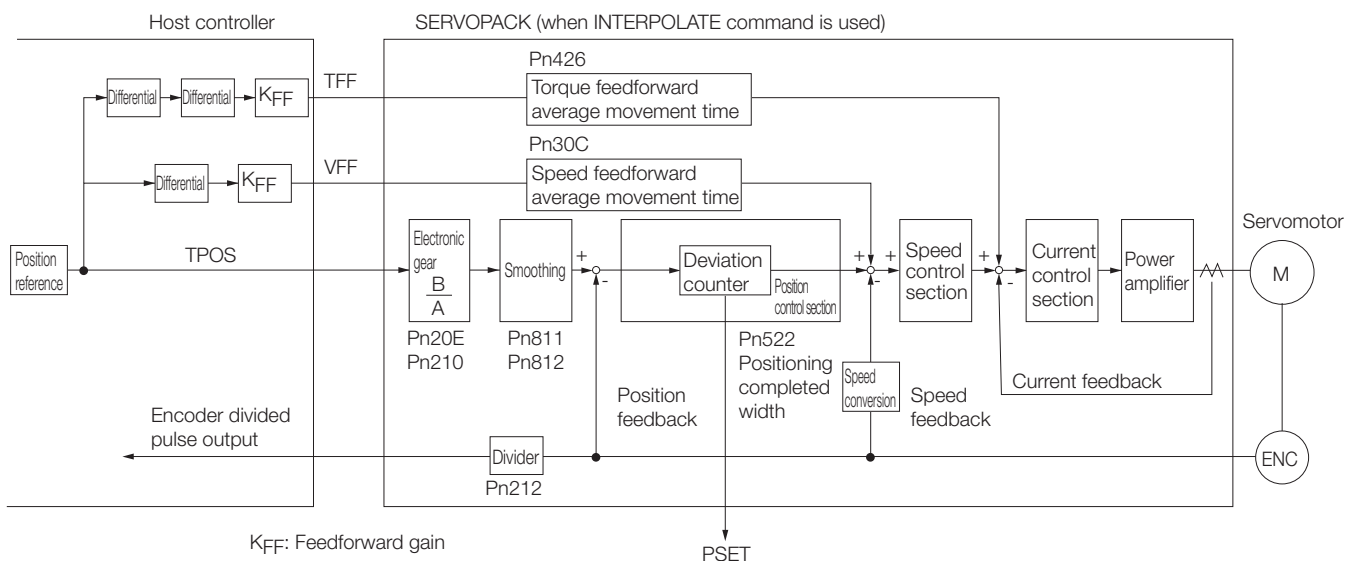 Host controller
SERVOPACK (when INTERPOLATE command is used)
Pn426
Differential
Differential
KFF
TFF
Torque feedforward
average movement time
Pn30C
Differential
KFF
VFF
Speed feedforward
average movement time
Position
reference
TPOS
Electronic
gear
B
A
Pn20E
Pn210
Smoothing
Pn811
Pn812
+
-
Deviation
counter
Position
control section
Pn522
Positioning
completed
width
+
+
-
Speed
control
section
+
-
Current
control
section
Power
amplifier
Servomotor
M
Position
feedback
Speed
conversion
Speed
feedback
Current feedback
Encoder divided
pulse output
Divider
Pn212
ENC
KFF: Feedforward gain
PSET